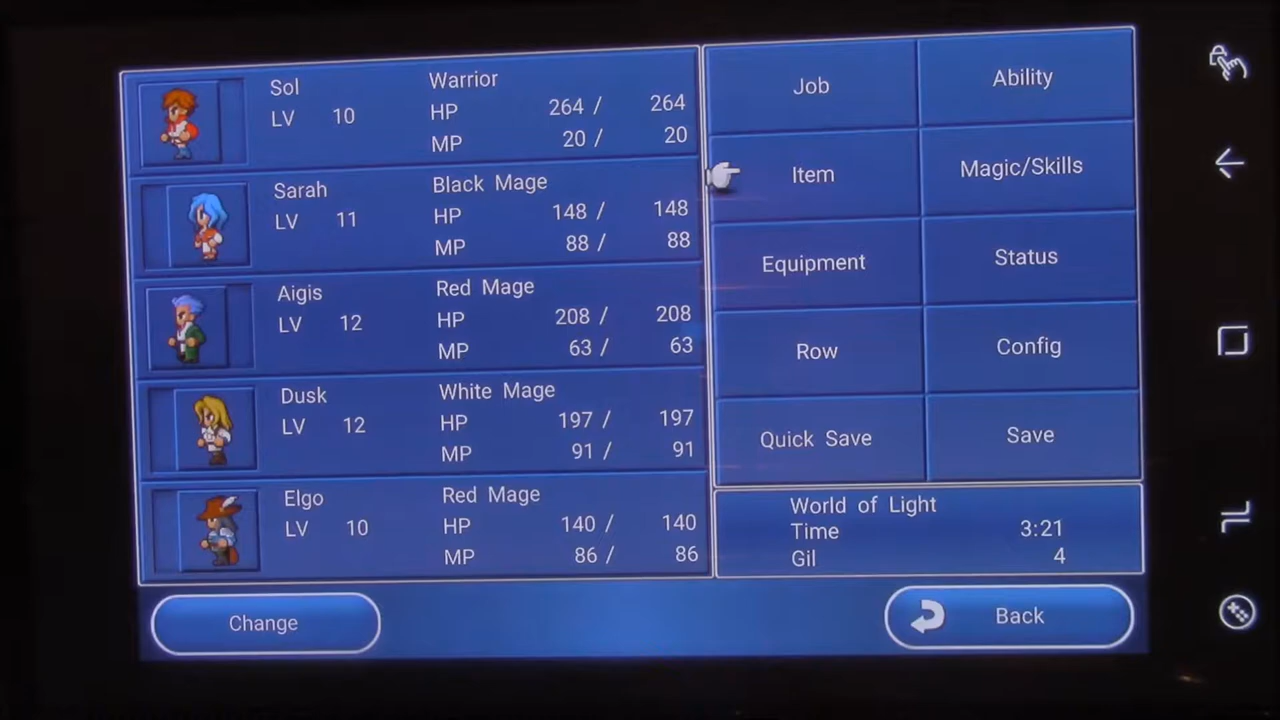 Sol Warrior
LV 10 HP 264 / 264
MP 20 / 20
Sarah Black Mage
LV 11 HP 148 / 148
MP 88 / 88
Aigis Red Mage
LV 12 HP 208 / 208
MP 63 / 63
Dusk White Mage
LV 12 HP 197 / 197
MP 91 / 91
Elgo Red Mage
LV 10 HP 140 / 140
MP 86 / 86
Change
Job Ability
Item Magic/Skills
Equipment Status
Row Config
Quick Save Save
World of Light
Time 3:21
Gil 4
Back